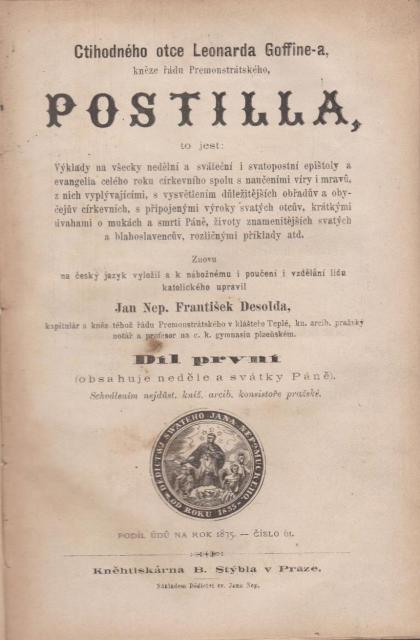 Ctihodného otce Leonarda Goffine-a,
kněze řádu Premonstrátského,
POSTILLA,
to jest:
Výklady na všecky nedělní a sváteční i svatopostní epištoly a
evangelia celého roku církevního spolu s naučeními víry i mravů,
z nich vyplývajícími, s vysvětlením důležitějších obřadův a oby-
čejův církevních, s připojenými výroky svatých otcův, krátkými
úvahami o mukách a smrti Páně, životy znamenitějších svatých
a blahoslavencův, rozličnými příklady atd.
Znovu
na český jazyk vyložil a k nábožnému i poučení i vzdělání lidu
katolického upravil
Jan Nep. František Desolda,
kapitulár a kněz téhož řádu Premonstrátského v klášteře Teplé, kn. arcib. pražský
notář a profesor na c. k. gymnasiu plzeňském.
Díl první
(obsahuje neděle a svátky Páně).
Schválením nejdůst. kníž. arcib. konsistoře pražské.
DĚDICTWÍ SWATÉHO JANA NEPOMUCKÉHO.
OD ROKU 1835
PODÍL ÚDŮ NA ROK 1875. — ČÍSLO 61.
Knihtiskárna B. Stýbla v Praze.
Nákladem Dědictví sv. Jana Nep.